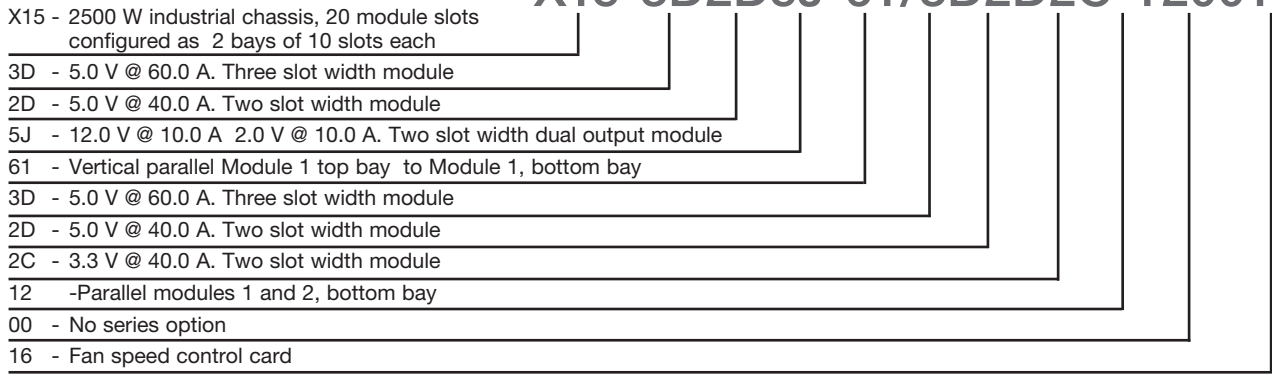 X15 - 2500 W industrial chassis, 20 module slots
configured as 2 bays of 10 slots each
3D - 5.0 V @ 60.0 A. Three slot width module
2D - 5.0 V @ 40.0 A. Two slot width module
5J - 12.0 V @ 10.0 A 2.0 V @ 10.0 A. Two slot width dual output module
61 - Vertical parallel Module 1 top bay to Module 1, bottom bay
3D - 5.0 V @ 60.0 A. Three slot width module
2D - 5.0 V @ 40.0 A. Two slot width module
2C - 3.3 V @ 40.0 A. Two slot width module
12 -Parallel modules 1 and 2, bottom bay
00 - No series option
16 - Fan speed control card